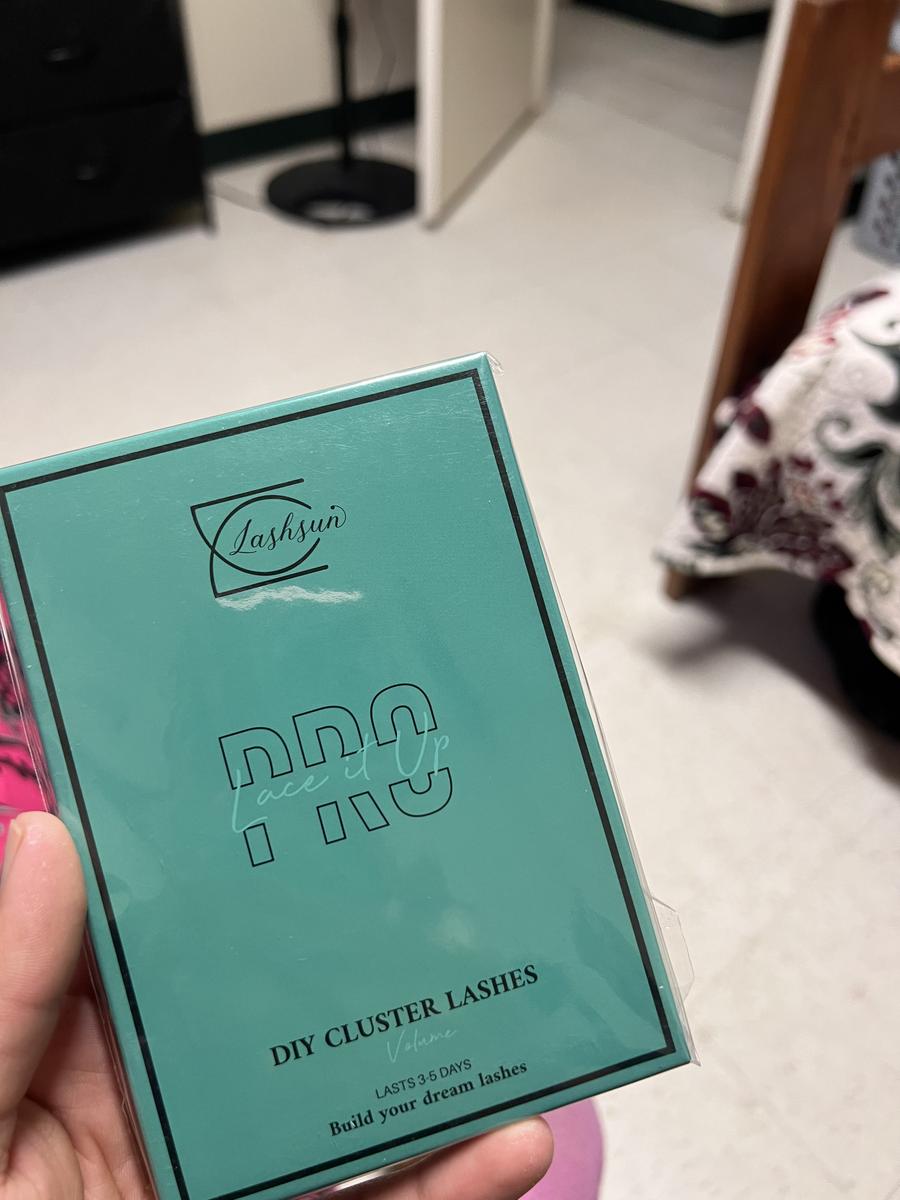 Lashsun
PRO
Lace it Up
DIY CLUSTER LASHES
Volume
LASTS 3-5 DAYS
Build your dream lashes